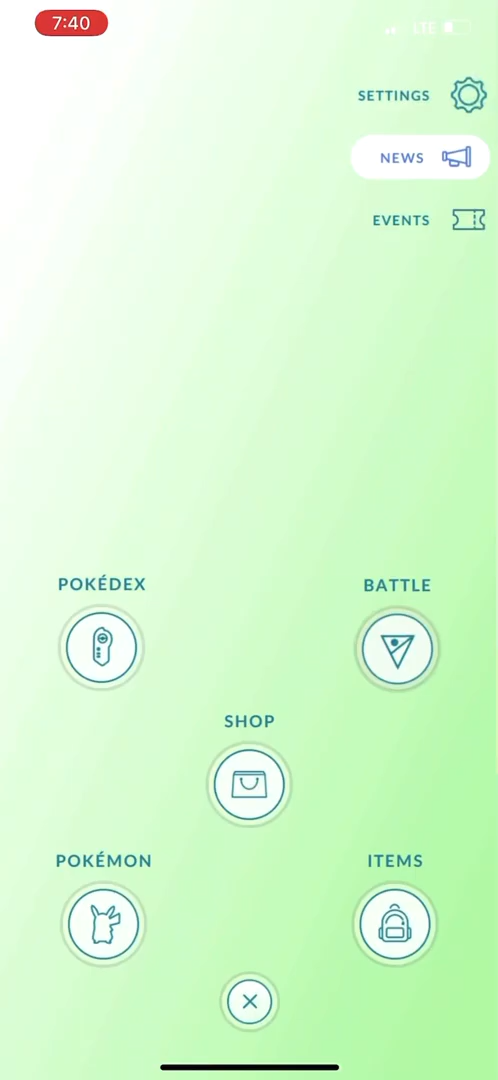 7:40
LTE
SETTINGS
NEWS
EVENTS
POKÉDEX
BATTLE
SHOP
POKÉMON
ITEMS